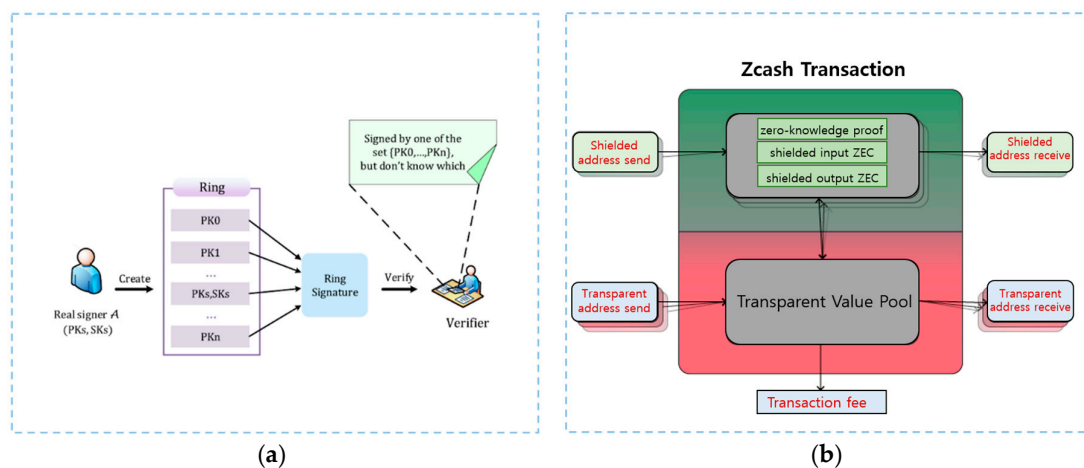 Signed by one of the
set {PK0,...,PKn},
but don't know which
Ring
PK0
PK1
...
PKs,SKs
...
PKn
Create
Real signer A
(PKs, SKs)
Ring
Signature
Verify
Verifier
(a)
Zcash Transaction
Shielded
address send
zero-knowledge proof
shielded input ZEC
shielded output ZEC
Shielded
address receive
Transparent
address send
Transparent Value Pool
Transparent
address receive
Transaction fee
(b)